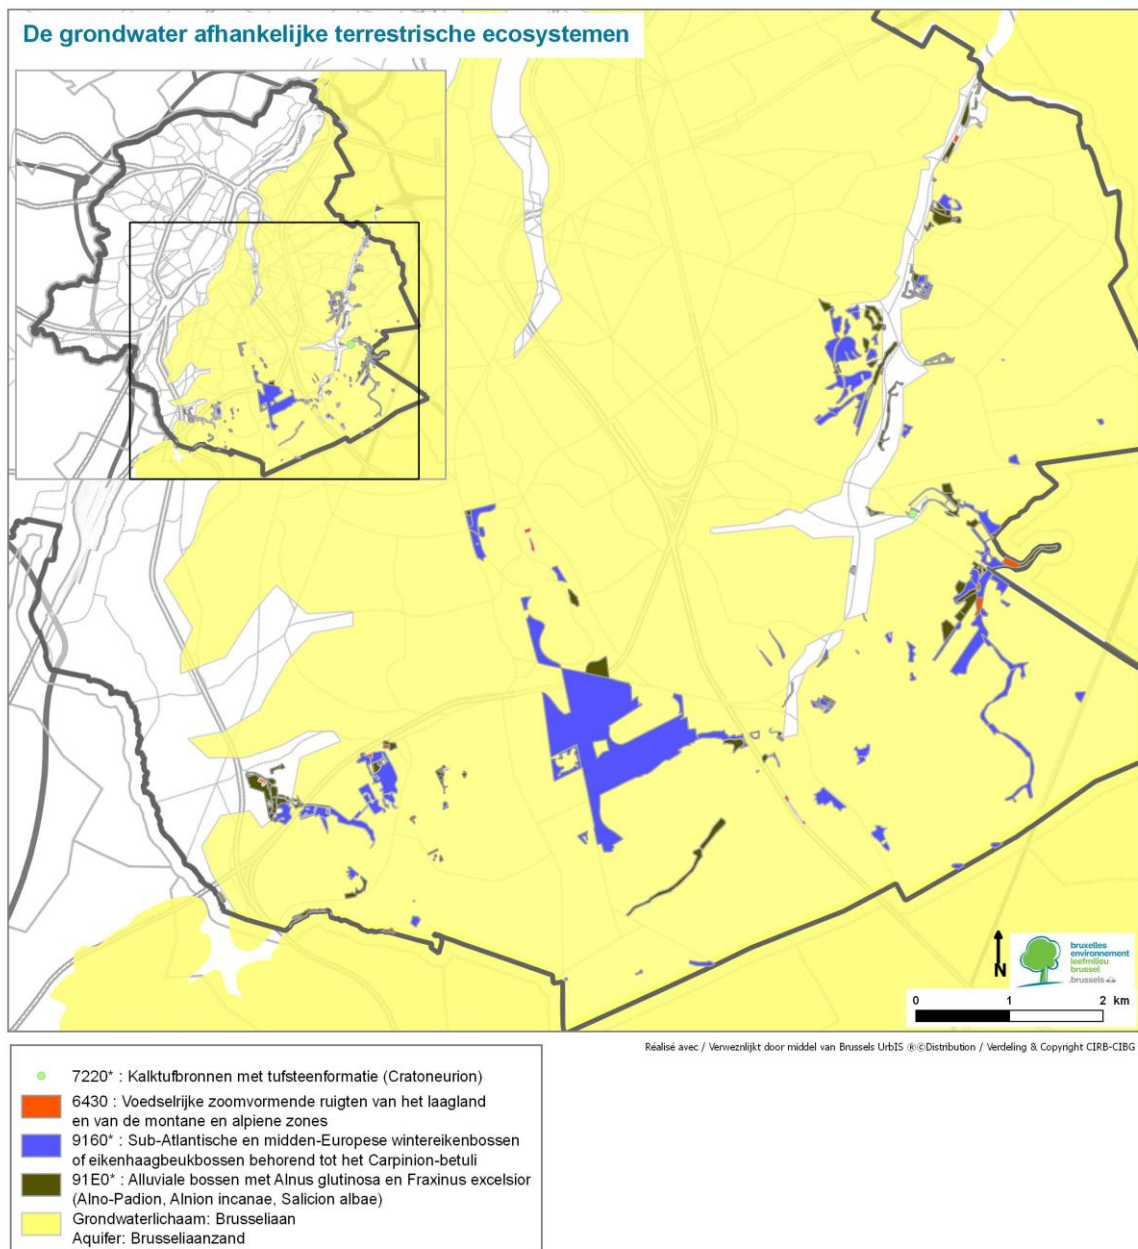 De grondwater afhankelijke terrestrische ecosystemen
N
bruxelles
environnement
leefmilieu
brussel
.brussels
0 1 2 km
Réalisé avec / Verweznlijkt door middel van Brussels UrbIS ®©Distribution / Verdeling & Copyright CIRB-CIBG
7220* : Kalktufbronnen met tufsteenformatie (Cratoneurion)
6430 : Voedselrijke zoomvormende ruigten van het laagland
en van de montane en alpiene zones
9160* : Sub-Atlantische en midden-Europese wintereikenbossen
of eikenhaagbeukbossen behorend tot het Carpinion-betuli
91E0* : Alluviale bossen met Alnus glutinosa en Fraxinus excelsior
(Alno-Padion, Alnion incanae, Salicion albae)
Grondwaterlichaam: Brusseliaan
Aquifer: Brusseliaanzand